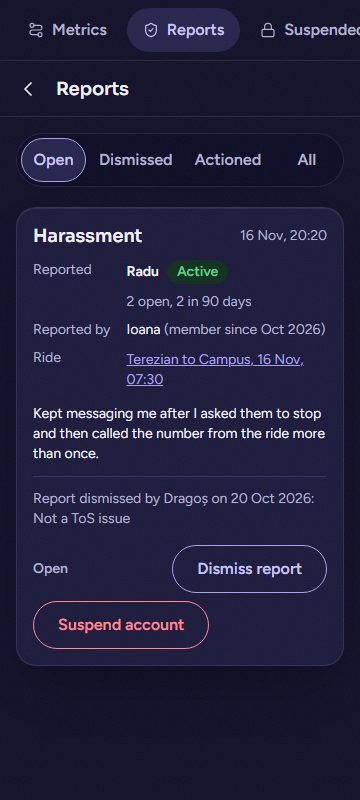 Metrics Reports Suspended
Reports
Open Dismissed Actioned All
Harassment 16 Nov, 20:20
Reported Radu Active
2 open, 2 in 90 days
Reported by Ioana (member since Oct 2026)
Ride Terezian to Campus, 16 Nov,
07:30
Kept messaging me after I asked them to stop
and then called the number from the ride more
than once.
Report dismissed by Dragoș on 20 Oct 2026:
Not a ToS issue
Open Dismiss report
Suspend account